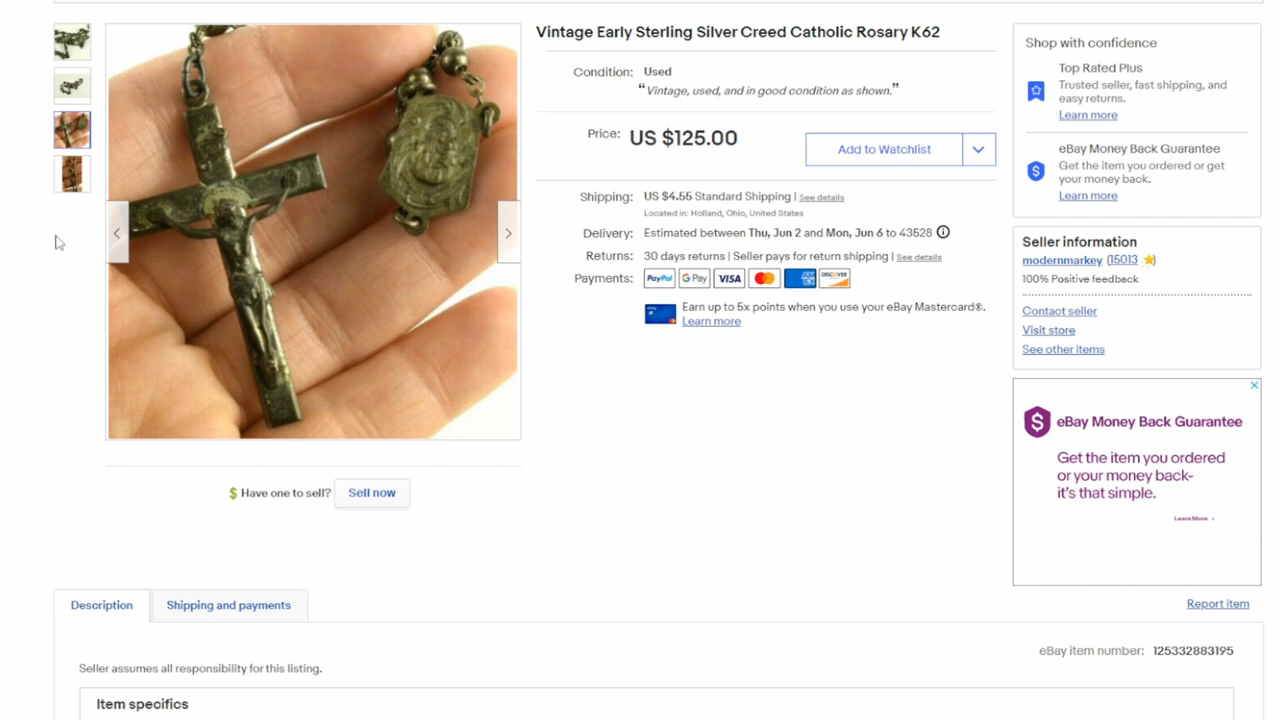 Vintage Early Sterling Silver Creed Catholic Rosary K62
Condition: Used
“Vintage, used, and in good condition as shown.”
Price: US $125.00
Add to Watchlist
Shipping: US $4.55 Standard Shipping | See details
Located in: Holland, Ohio, United States
Delivery: Estimated between Thu, Jun 2 and Mon, Jun 6 to 43528
Returns: 30 days returns | Seller pays for return shipping | See details
Payments: PayPal G Pay VISA DISCOVER
Earn up to 5x points when you use your eBay Mastercard®.
Learn more
Shop with confidence
Top Rated Plus
Trusted seller, fast shipping, and
easy returns.
Learn more
eBay Money Back Guarantee
Get the item you ordered or get
your money back.
Learn more
Seller information
modernmarkey (15013)
100% Positive feedback
Contact seller
Visit store
See other items
eBay Money Back Guarantee
Get the item you ordered
or your money back-
it's that simple.
Learn More
$ Have one to sell? Sell now
Description
Shipping and payments
Report item
eBay item number: 125332883195
Seller assumes all responsibility for this listing.
Item specifics